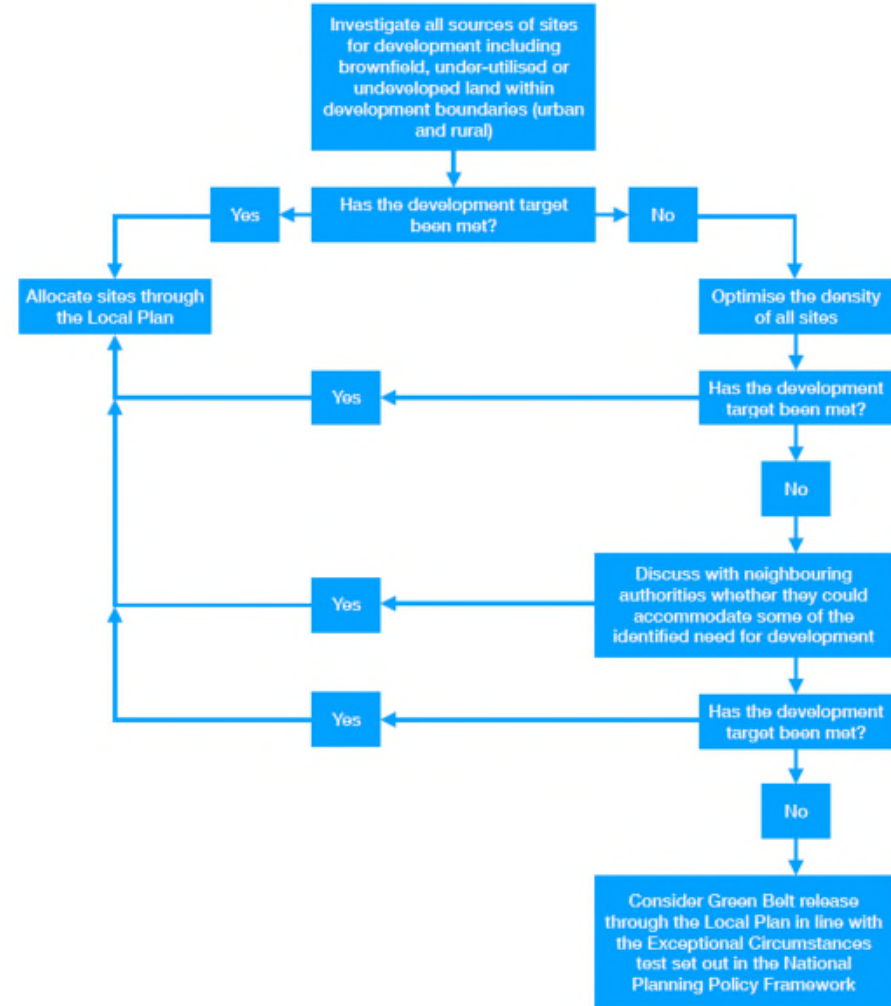 Investigate all sources of sites
for development including
brownfield, under-utilised or
undeveloped land within
development boundaries (urban
and rural)
Yes
Has the development target
been met?
No
Allocate sites through
the Local Plan
Optimise the density
of all sites
Yes
Has the development
target been met?
No
Yes
Discuss with neighbouring
authorities whether they could
accommodate some of the
identified need for development
Yes
Has the development
target been met?
No
Consider Green Belt release
through the Local Plan in line with
the Exceptional Circumstances
test set out in the National
Planning Policy Framework